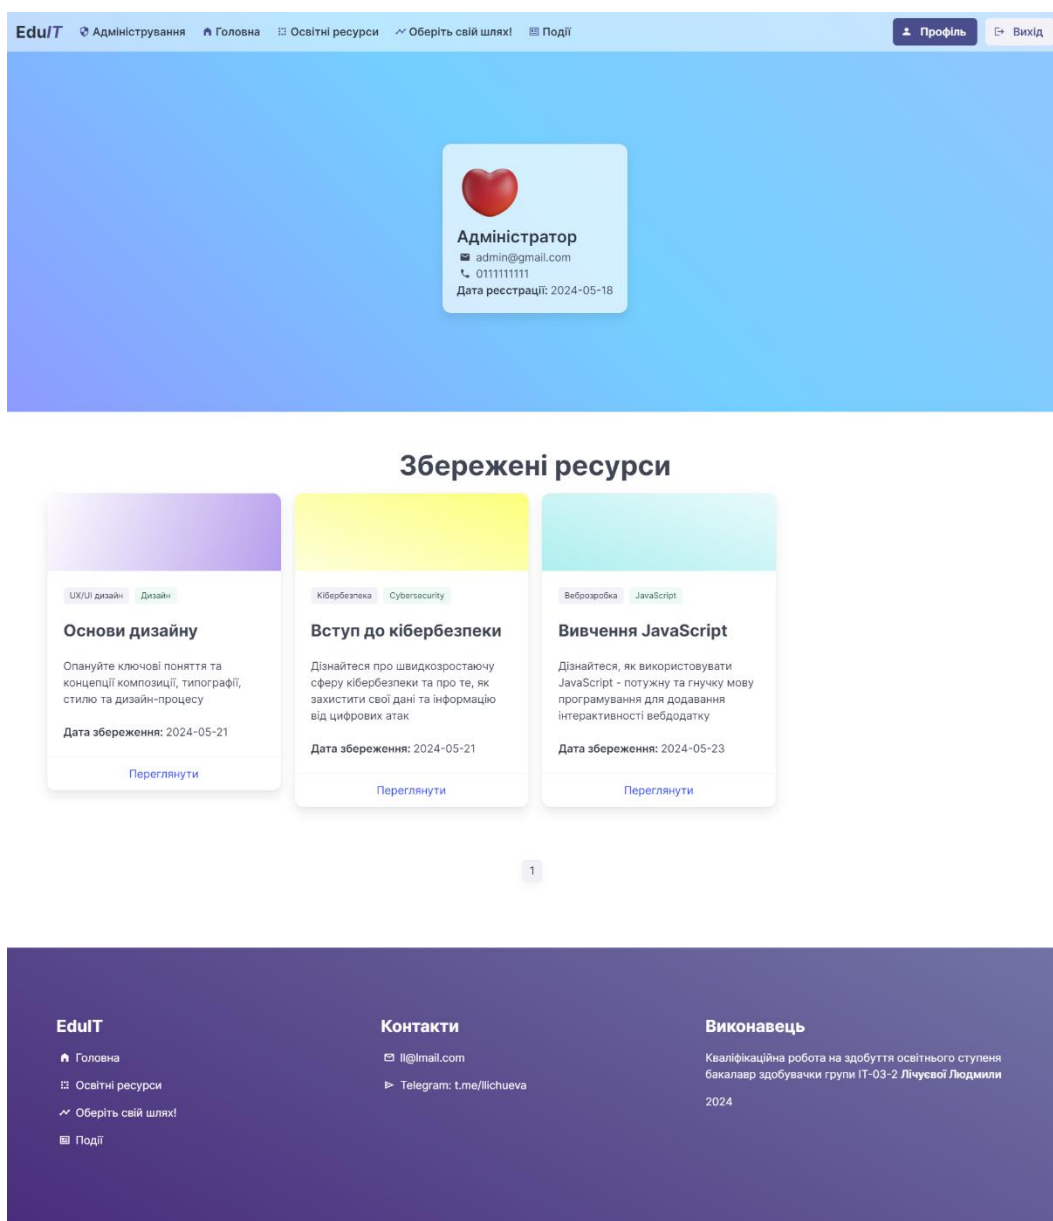 EduIT Адміністрування Головна Освітні ресурси Оберіть свій шлях! Події Профіль Вихід
Адміністратор
admin@gmail.com
0111111111
Дата реєстрації: 2024-05-18
Збережені ресурси
UX/UI дизайн Дизайн
Основи дизайну
Опануйте ключові поняття та
концепції композиції, типографії,
стилю та дизайн-процесу
Дата збереження: 2024-05-21
Переглянути
Кібербезпека Cybersecurity
Вступ до кібербезпеки
Дізнайтеся про швидкозростаючу
сферу кібербезпеки та про те, як
захистити свої дані та інформацію
від цифрових атак
Дата збереження: 2024-05-21
Переглянути
Веброзробка JavaScript
Вивчення JavaScript
Дізнайтеся, як використовувати
JavaScript - потужну та гнучку мову
програмування для додавання
інтерактивності вебдодатку
Дата збереження: 2024-05-23
Переглянути
1
EduIT
Головна
Освітні ресурси
Оберіть свій шлях!
Події
Контакти
ll@lmail.com
Telegram: t.me/llichueva
Виконавець
Кваліфікаційна робота на здобуття освітнього ступеня
бакалавр здобувачки групи ІТ-03-2 Лічуєвої Людмили
2024